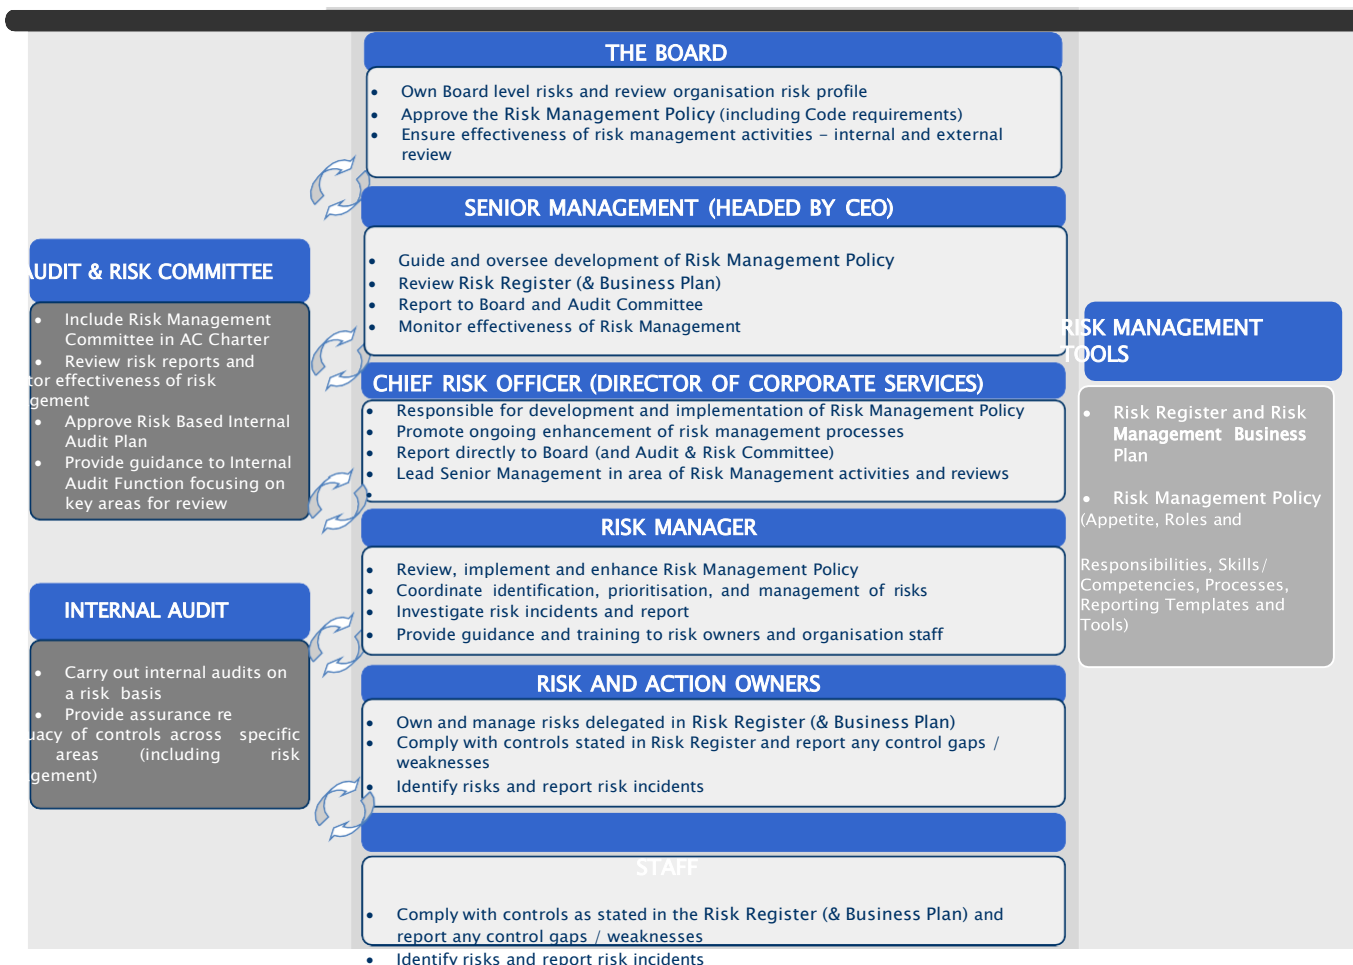 THE BOARD
• Own Board level risks and review organisation risk profile
• Approve the Risk Management Policy (including Code requirements)
• Ensure effectiveness of risk management activities – internal and external
review
SENIOR MANAGEMENT (HEADED BY CEO)
• Guide and oversee development of Risk Management Policy
• Review Risk Register (& Business Plan)
• Report to Board and Audit Committee
• Monitor effectiveness of Risk Management
CHIEF RISK OFFICER (DIRECTOR OF CORPORATE SERVICES)
• Responsible for development and implementation of Risk Management Policy
• Promote ongoing enhancement of risk management processes
• Report directly to Board (and Audit & Risk Committee)
• Lead Senior Management in area of Risk Management activities and reviews
•
RISK MANAGER
• Review, implement and enhance Risk Management Policy
• Coordinate identification, prioritisation, and management of risks
• Investigate risk incidents and report
• Provide guidance and training to risk owners and organisation staff
RISK AND ACTION OWNERS
• Own and manage risks delegated in Risk Register (& Business Plan)
• Comply with controls stated in Risk Register and report any control gaps /
weaknesses
• Identify risks and report risk incidents
STAFF
• Comply with controls as stated in the Risk Register (& Business Plan) and
report any control gaps / weaknesses
• Identify risks and report risk incidents
AUDIT & RISK COMMITTEE
• Include Risk Management
Committee in AC Charter
• Review risk reports and
tor effectiveness of risk
gement
• Approve Risk Based Internal
Audit Plan
• Provide guidance to Internal
Audit Function focusing on
key areas for review
INTERNAL AUDIT
• Carry out internal audits on
a risk basis
• Provide assurance re
uacy of controls across specific
areas (including risk
gement)
RISK MANAGEMENT
TOOLS
• Risk Register and Risk
Management Business
Plan
• Risk Management Policy
(Appetite, Roles and
Responsibilities, Skills/
Competencies, Processes,
Reporting Templates and
Tools)